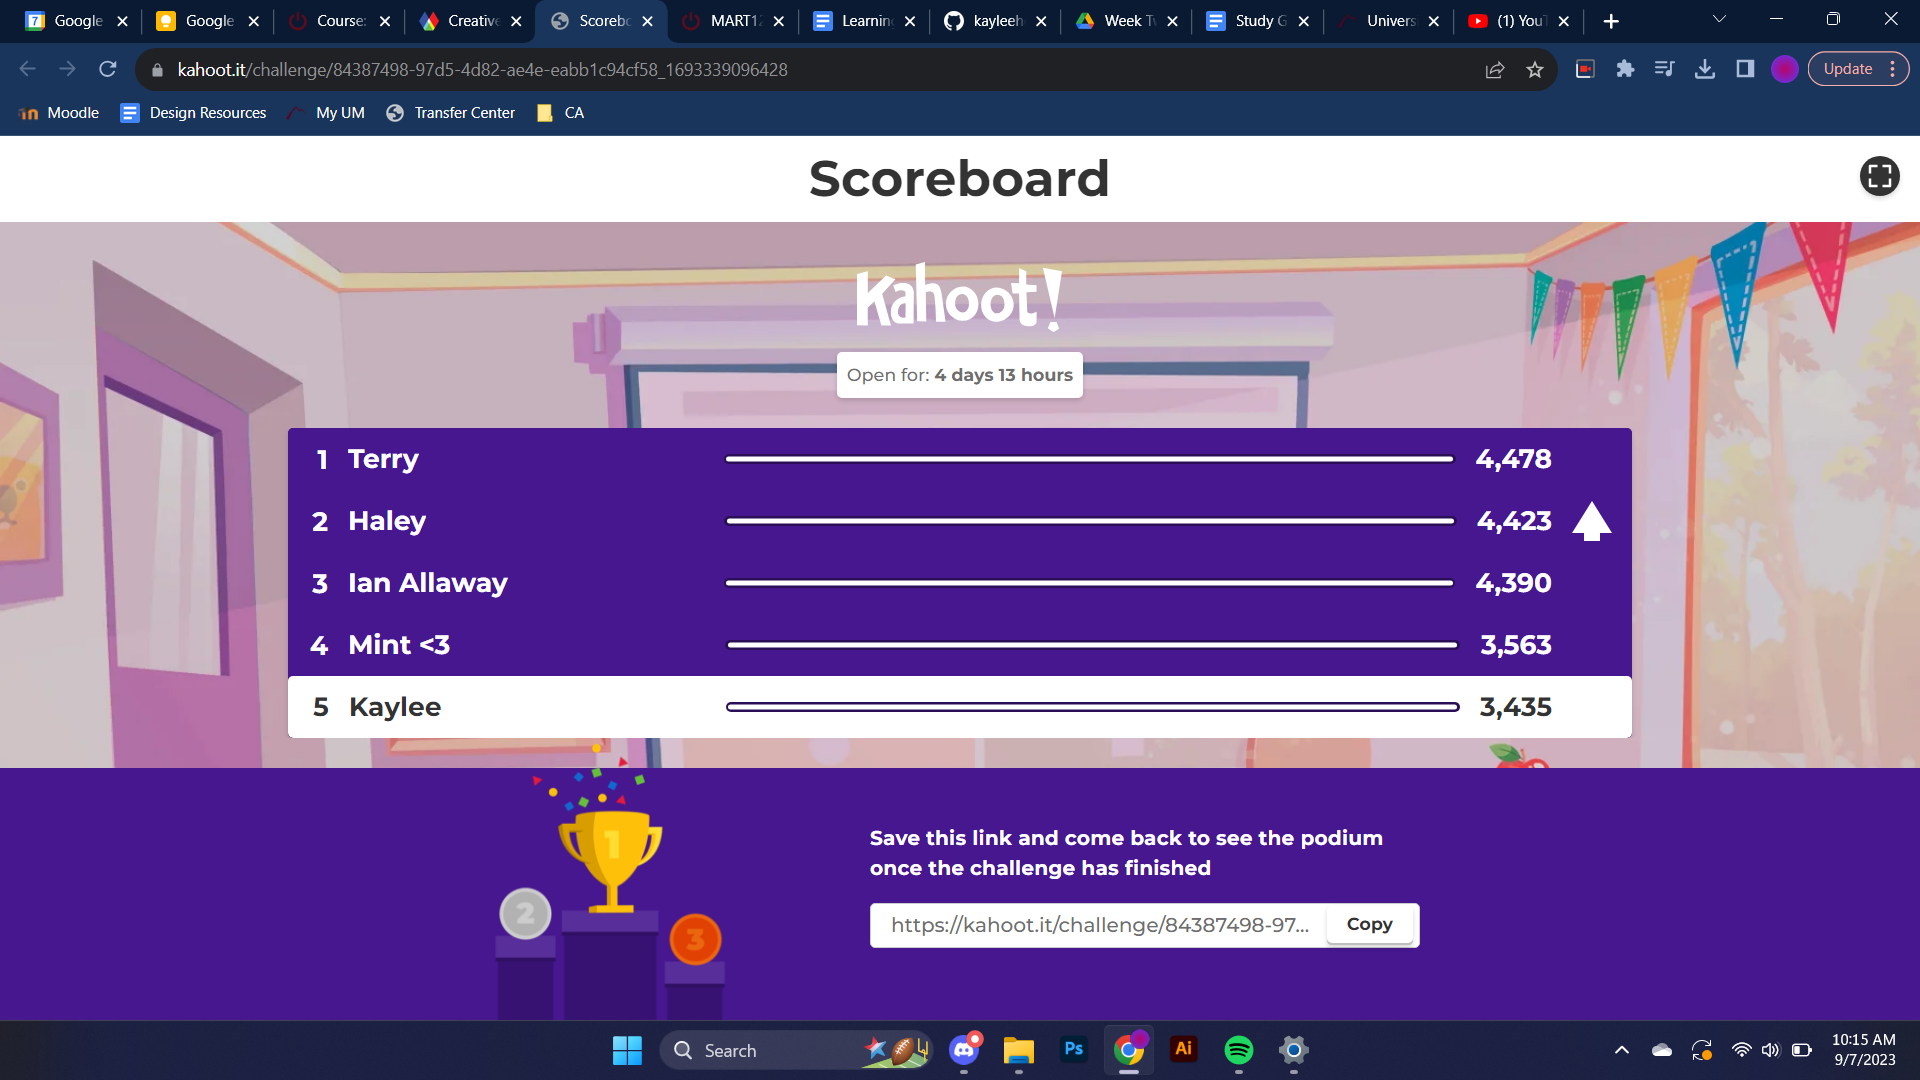 Google
Google
Course:
Creative
Scorebo
MART12
Learning
kayleeh
Week Tw
Study G
Univers
(1) YouT
kahoot.it/challenge/84387498-97d5-4d82-ae4e-eabb1c94cf58_1693339096428
Update
Moodle
Design Resources
My UM
Transfer Center
CA
Scoreboard
Kahoot!
Open for: 4 days 13 hours
1 Terry 4,478
2 Haley 4,423
3 Ian Allaway 4,390
4 Mint <3 3,563
5 Kaylee 3,435
1
2
3
Save this link and come back to see the podium
once the challenge has finished
https://kahoot.it/challenge/84387498-97...
Copy
Search
Ps
Ai
10:15 AM
9/7/2023